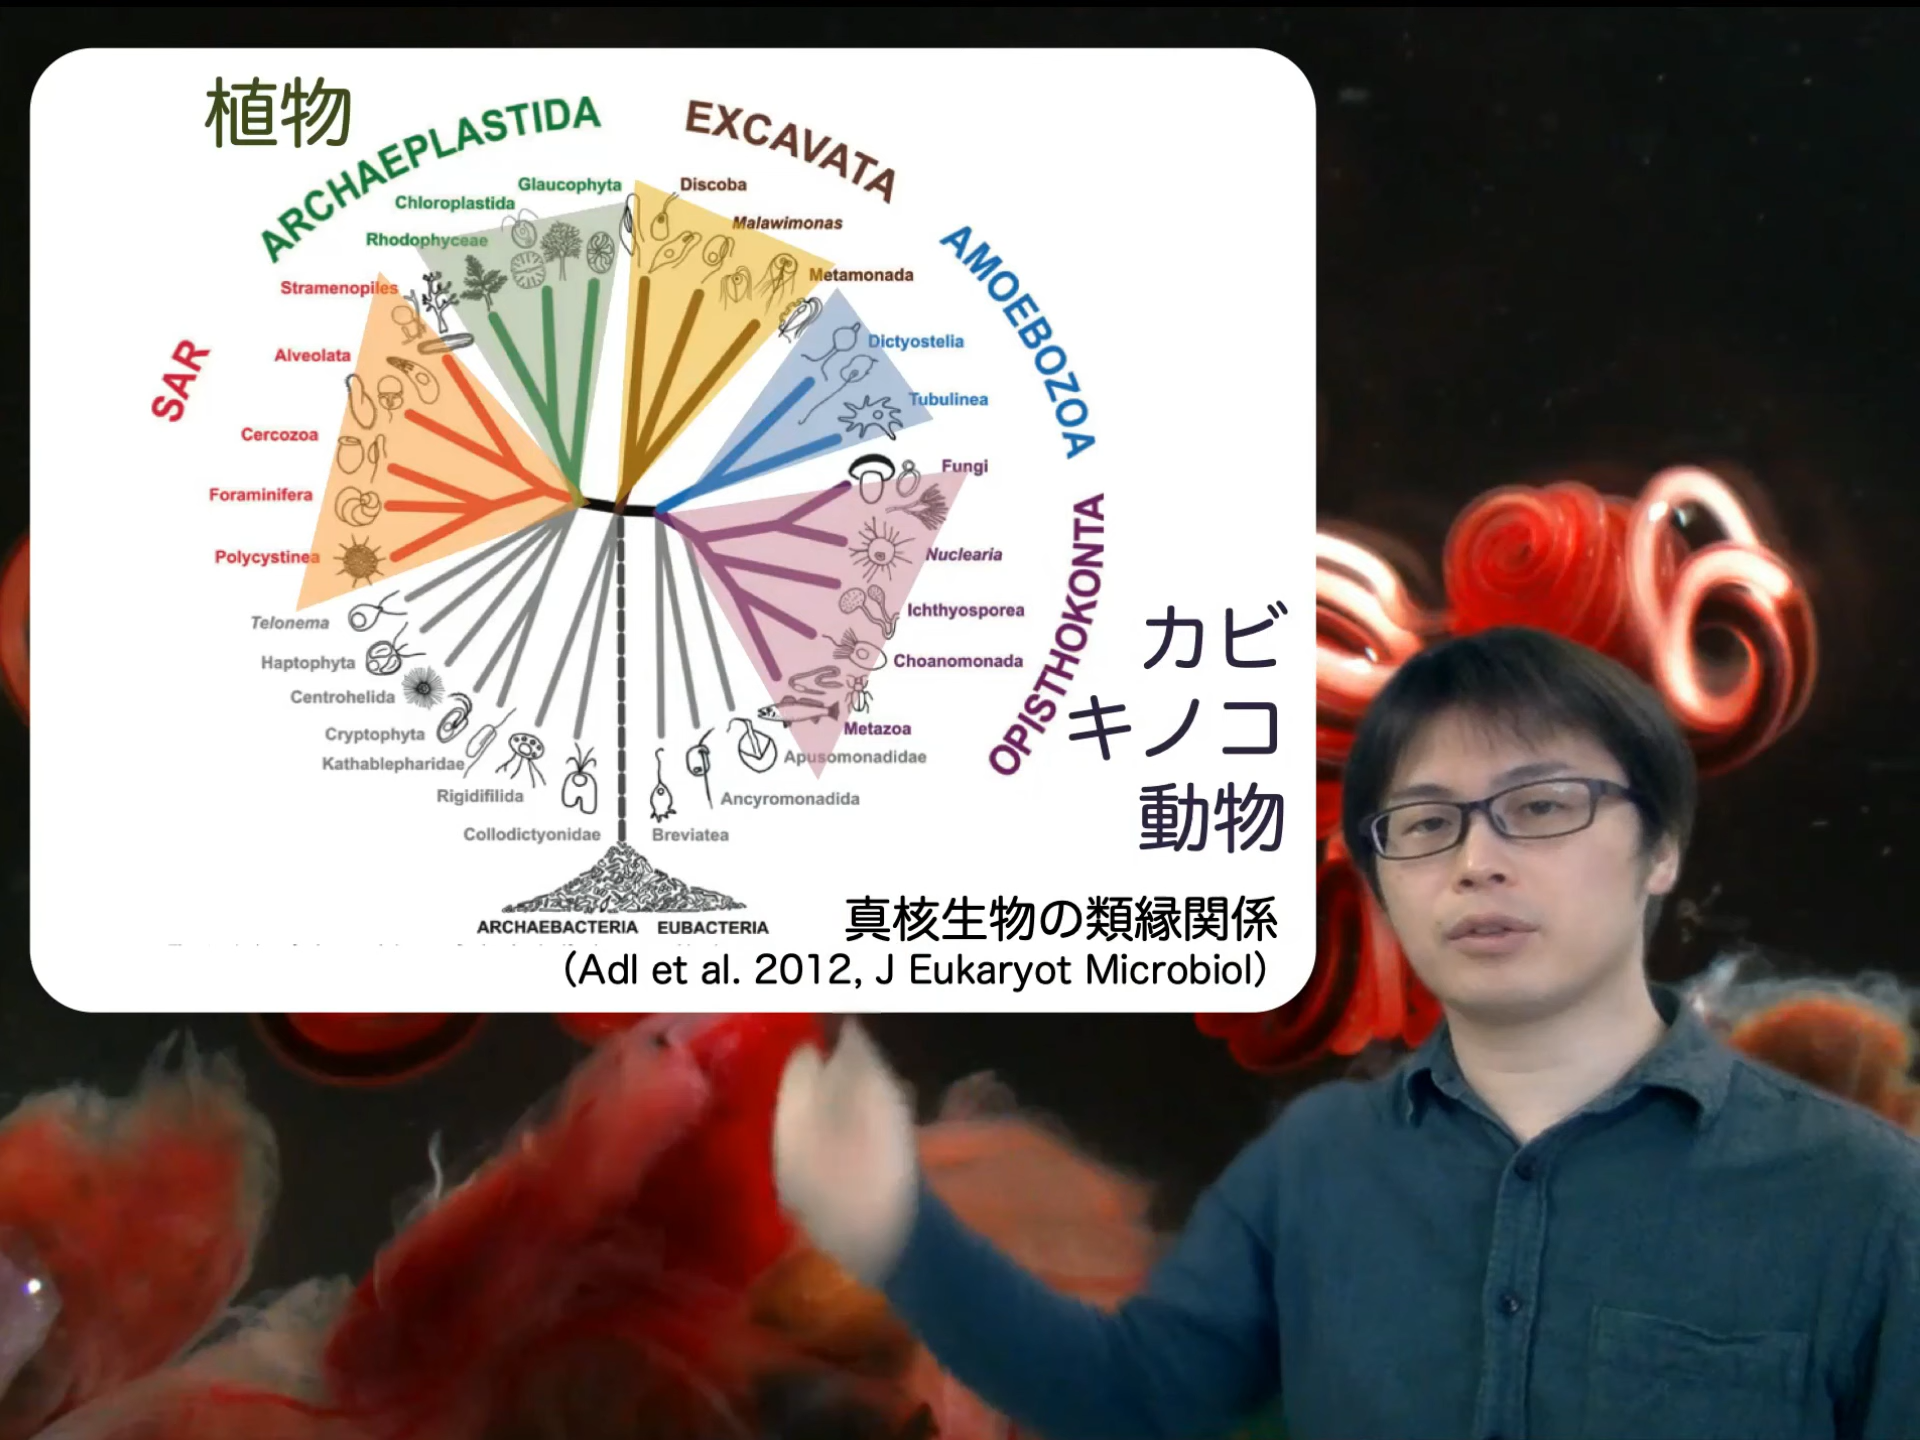 植物
ARCHAEPLASTIDA
EXCAVATA
AMOEBOZOA
OPISTHOKONTA
SAR
Glaucophyta
Chloroplastida
Rhodophyceae
Stramenopiles
Alveolata
Cercozoa
Foraminifera
Polycystinea
Discoba
Malawimonas
Metamonada
Dictyostelia
Tubulinea
Fungi
Nuclearia
Ichthyosporea
Choanomonada
Metazoa
Telonema
Haptophyta
Centrohelida
Cryptophyta
Kathablepharidae
Rigidifilida
Collodictyonidae
Breviatea
Ancyromonadida
Apusomonadidae
ARCHAEBACTERIA EUBACTERIA
カビ
キノコ
動物
真核生物の類縁関係
（Adl et al. 2012, J Eukaryot Microbiol）